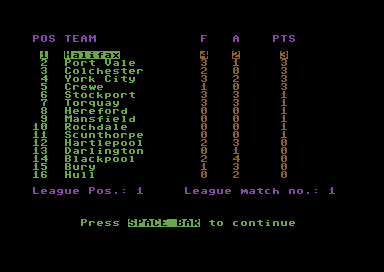 POS TEAM F A PTS
1 Halifax 4 2 3
2 Port Vale 3 1 3
3 Colchester 2 0 3
4 York City 3 2 3
5 Crewe 1 0 3
6 Stockport 3 3 1
7 Torquay 3 3 1
8 Hereford 0 0 1
9 Mansfield 0 0 1
10 Rochdale 0 0 1
11 Scunthorpe 0 0 1
12 Hartlepool 2 3 0
13 Darlington 0 1 0
14 Blackpool 2 4 0
15 Bury 1 3 0
16 Hull 0 2 0
League Pos.: 1 League match no.: 1
Press SPACE BAR to continue